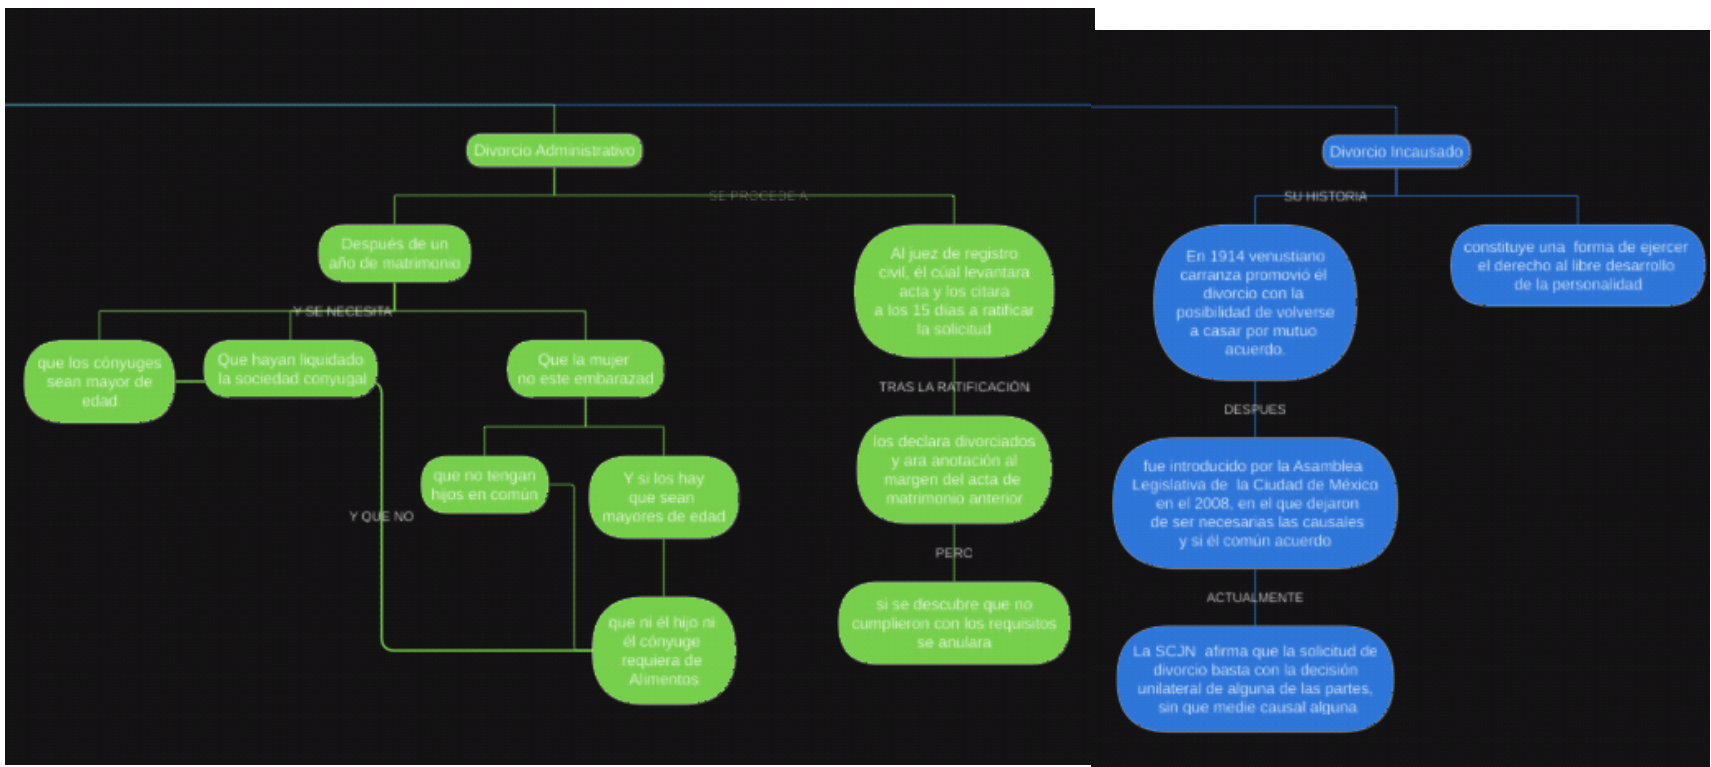 Divorcio Administrativo
SE PROCEDE A
Después de un
año de matrimonio
Y SE NECESITA
que los cónyuges
sean mayor de
edad
Que hayan liquidado
la sociedad conyugal
Que la mujer
no este embarazad
Y QUE NO
que no tengan
hijos en común
Y si los hay
que sean
mayores de edad
que ni él hijo ni
él cónyuge
requiera de
Alimentos
Al juez de registro
civil, él cúal levantara
acta y los citara
a los 15 días a ratificar
la solicitud
TRAS LA RATIFICACIÓN
los declara divorciados
y ara anotación al
margen del acta de
matrimonio anterior
PERO
si se descubre que no
cumplieron con los requisitos
se anulara
Divorcio Incausado
SU HISTORIA
En 1914 venustiano
carranza promovió él
divorcio con la
posibilidad de volverse
a casar por mutuo
acuerdo.
DESPUES
fue introducido por la Asamblea
Legislativa de la Ciudad de México
en el 2008, en el que dejaron
de ser necesarias las causales
y si él común acuerdo
ACTUALMENTE
La SCJN afirma que la solicitud de
divorcio basta con la decisión
unilateral de alguna de las partes,
sin que medie causal alguna
constituye una forma de ejercer
el derecho al libre desarrollo
de la personalidad